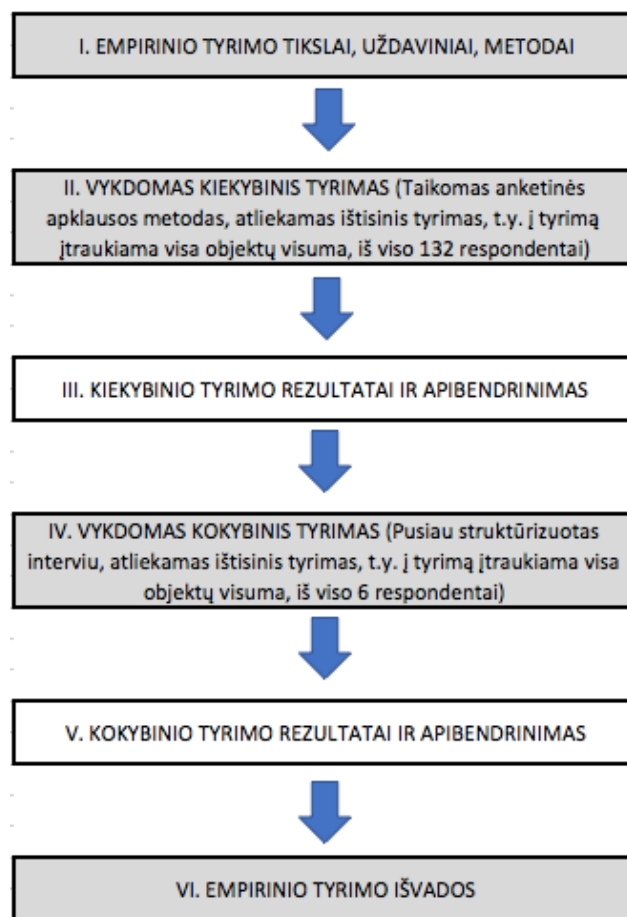 I. EMPIRINIO TYRIMO TIKSLAI, UŽDAVINIAI, METODAI
II. VYKDOMAS KIEKYBINIS TYRIMAS (Taikomas anketinės
apklausos metodas, atliekamas ištisinis tyrimas, t.y. į tyrimą
įtraukiama visa objektų visuma, iš viso 132 respondentai)
III. KIEKYBINIO TYRIMO REZULTATAI IR APIBENDRINIMAS
IV. VYKDOMAS KOKYBINIS TYRIMAS (Pusiau struktūrizuotas
interviu, atliekamas ištisinis tyrimas, t.y. į tyrimą įtraukiama visa
objektų visuma, iš viso 6 respondentai)
V. KOKYBINIO TYRIMO REZULTATAI IR APIBENDRINIMAS
VI. EMPIRINIO TYRIMO IŠVADOS